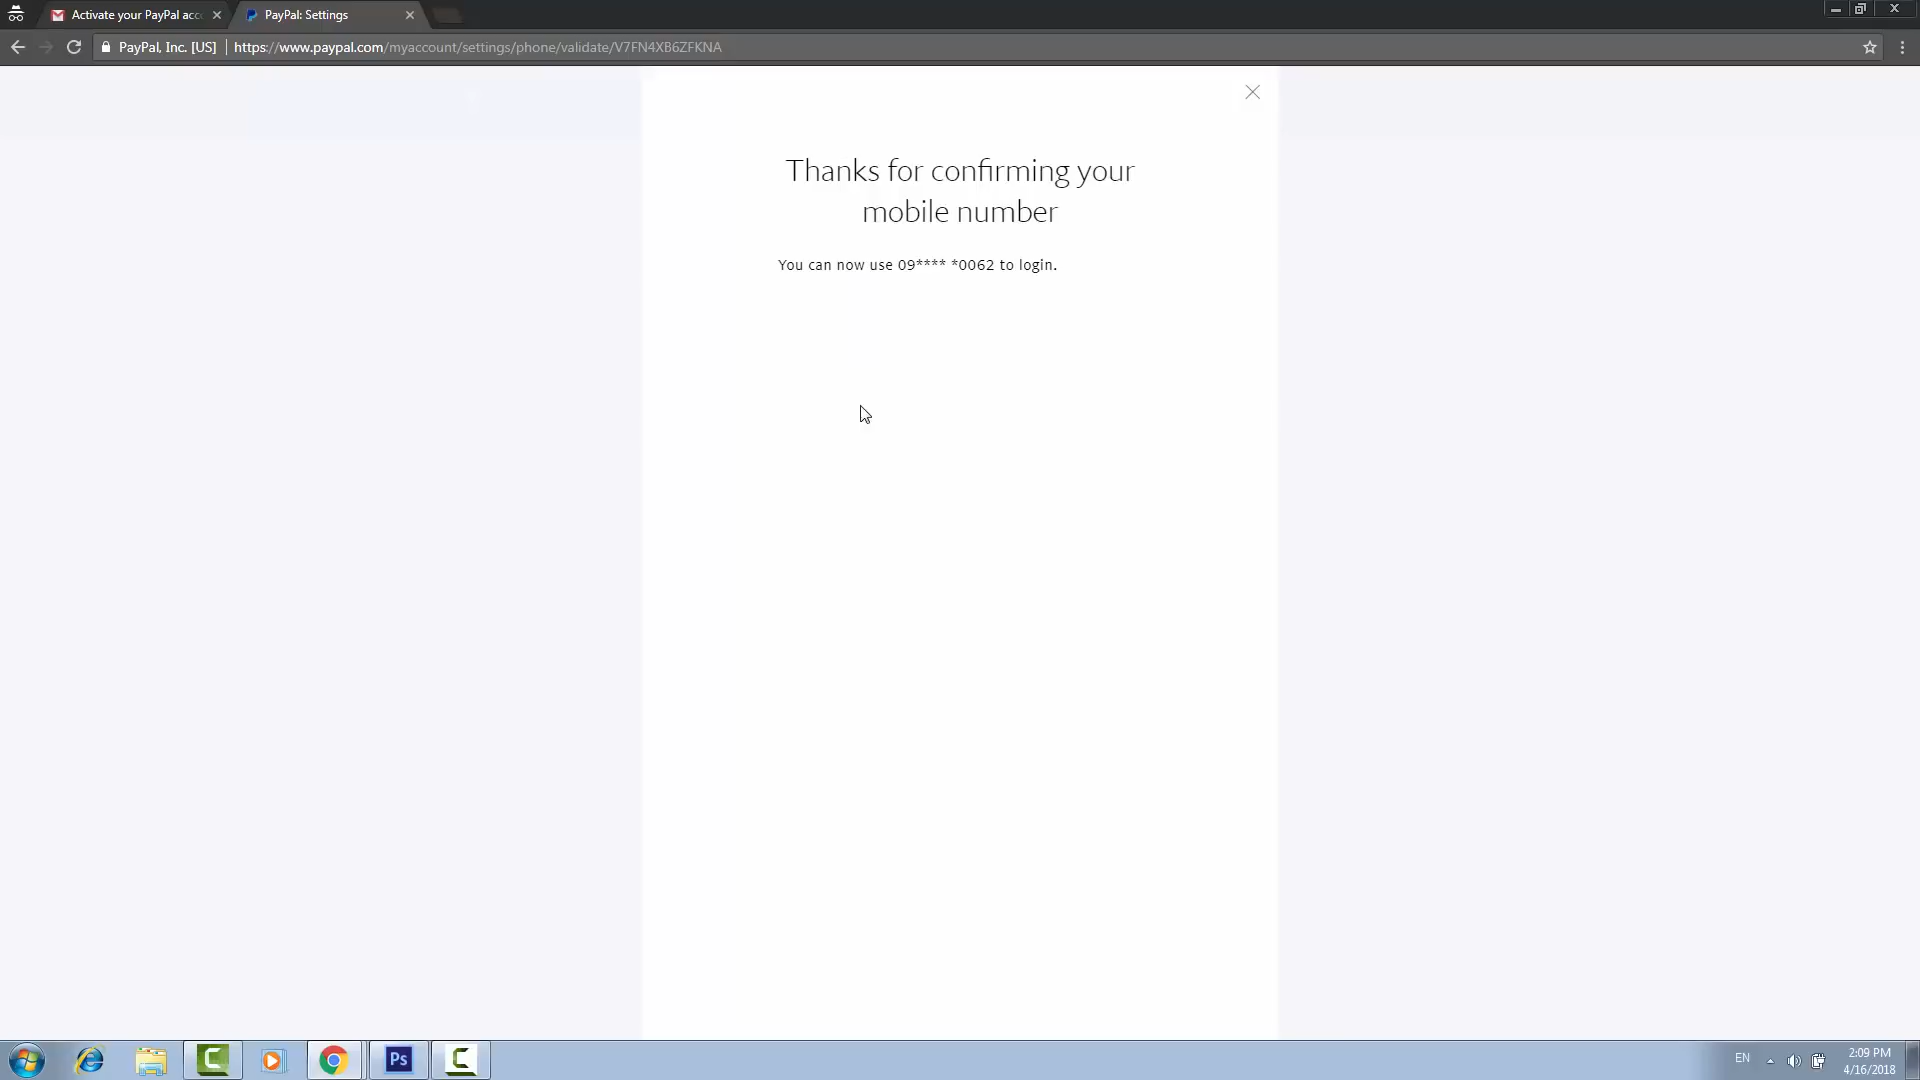 Activate your PayPal acc
PayPal: Settings
PayPal, Inc. [US]
https://www.paypal.com/myaccount/settings/phone/validate/V7FN4XB6ZFKNA
Thanks for confirming your
mobile number
You can now use 09**** *0062 to login.
Ps
EN
2:09 PM
4/16/2018